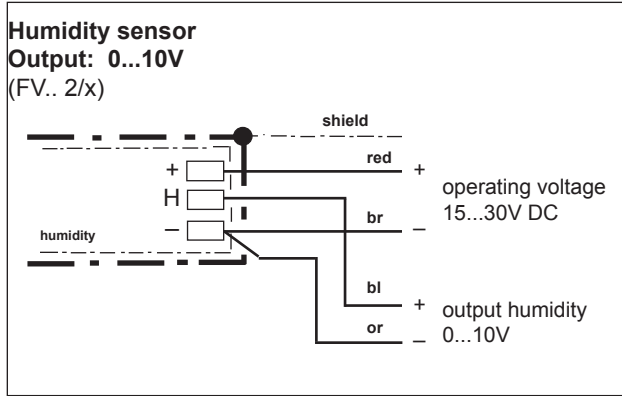 Humidity sensor
Output: 0...10V
(FV.. 2/x)
shield
red
+
+
operating voltage
15...30V DC
H
br
–
–
humidity
bl
+
output humidity
0...10V
or
–